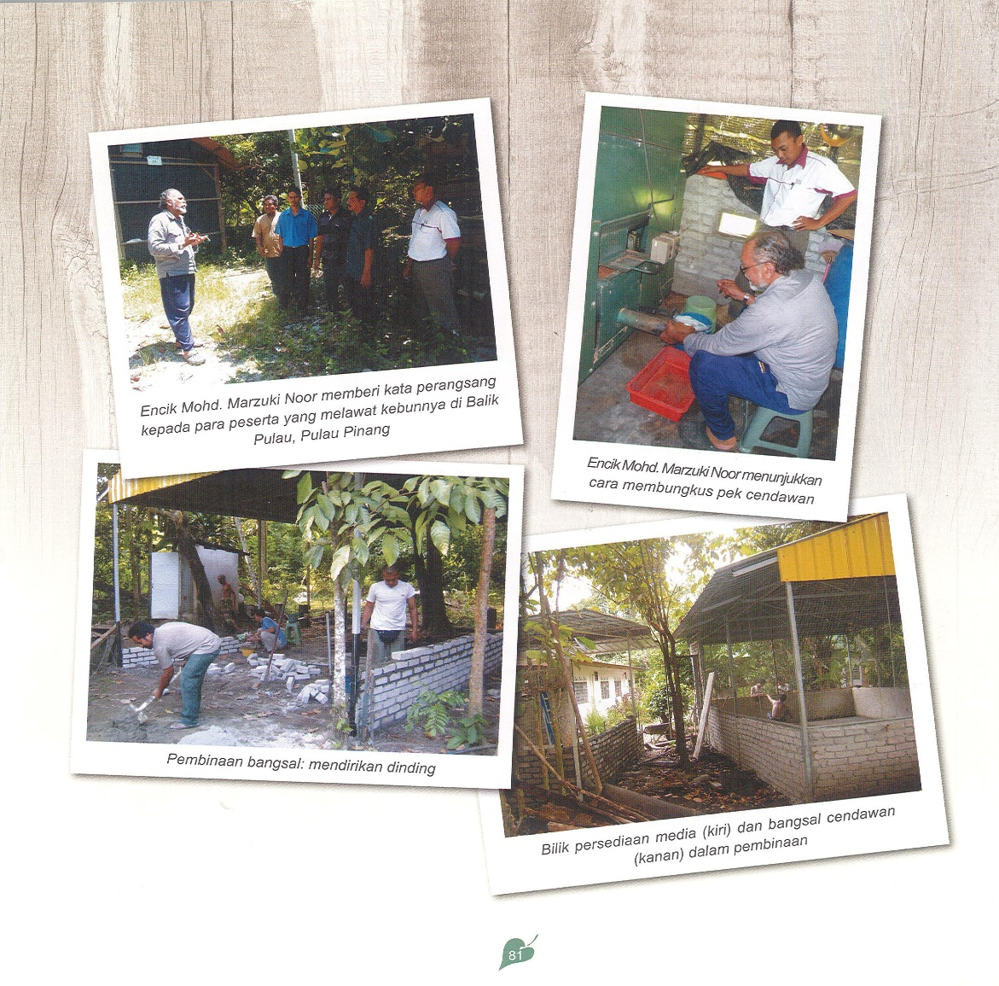 Encik Mohd. Marzuki Noor memberi kata perangsang
kepada para peserta yang melawat kebunnya di Balik
Pulau, Pulau Pinang
Encik Mohd. Marzuki Noor menunjukkan
cara membungkus pek cendawan
Pembinaan bangsal: mendirikan dinding
Bilik persediaan media (kiri) dan bangsal cendawan
(kanan) dalam pembinaan
81